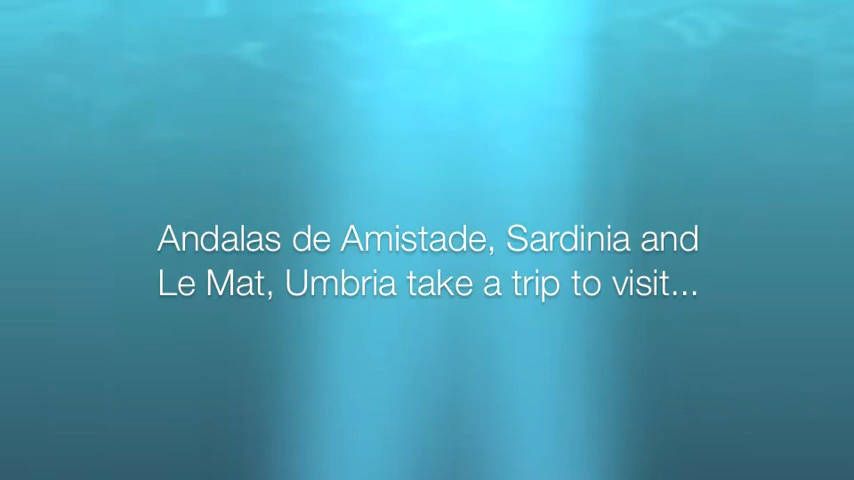 Andalas de Amistade, Sardinia and
Le Mat, Umbria take a trip to visit...